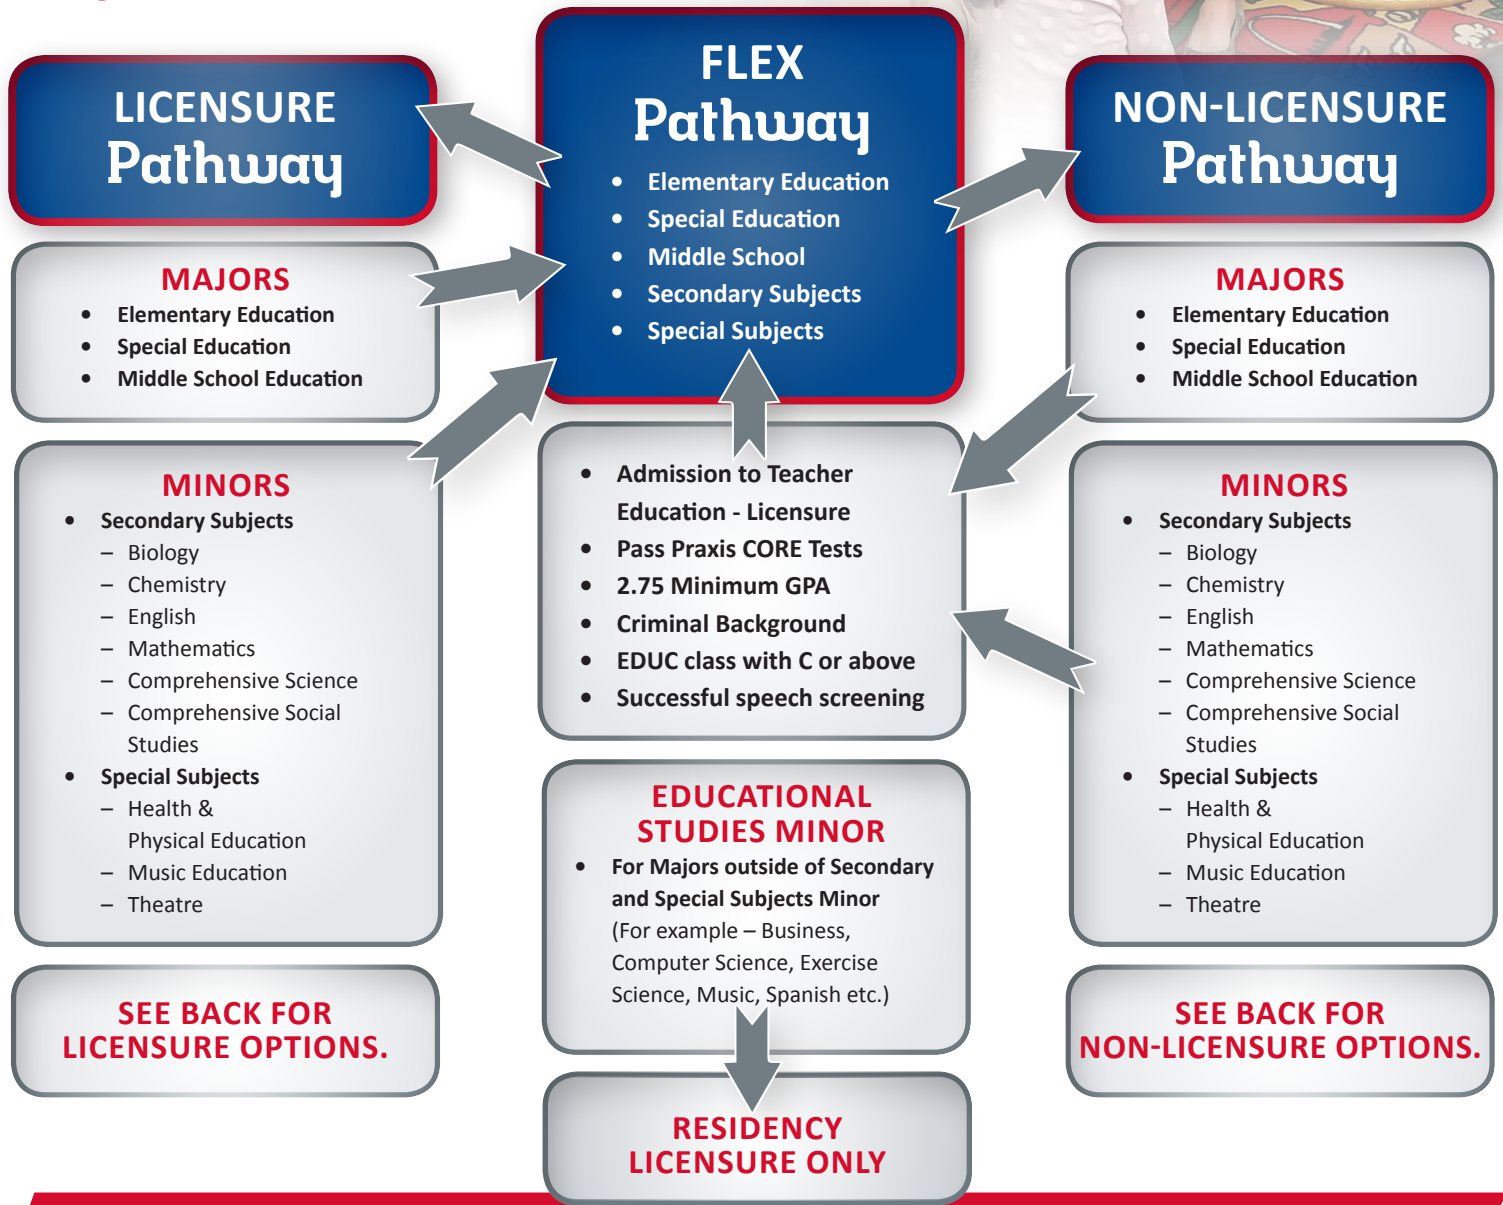 LICENSURE
Pathway
MAJORS
• Elementary Education
• Special Education
• Middle School Education
MINORS
• Secondary Subjects
– Biology
– Chemistry
– English
– Mathematics
– Comprehensive Science
– Comprehensive Social
Studies
• Special Subjects
– Health &
Physical Education
– Music Education
– Theatre
SEE BACK FOR
LICENSURE OPTIONS.
FLEX
Pathway
• Elementary Education
• Special Education
• Middle School
• Secondary Subjects
• Special Subjects
• Admission to Teacher
Education - Licensure
• Pass Praxis CORE Tests
• 2.75 Minimum GPA
• Criminal Background
• EDUC class with C or above
• Successful speech screening
EDUCATIONAL
STUDIES MINOR
• For Majors outside of Secondary
and Special Subjects Minor
(For example – Business,
Computer Science, Exercise
Science, Music, Spanish etc.)
RESIDENCY
LICENSURE ONLY
NON-LICENSURE
Pathway
MAJORS
• Elementary Education
• Special Education
• Middle School Education
MINORS
• Secondary Subjects
– Biology
– Chemistry
– English
– Mathematics
– Comprehensive Science
– Comprehensive Social
Studies
• Special Subjects
– Health &
Physical Education
– Music Education
– Theatre
SEE BACK FOR
NON-LICENSURE OPTIONS.